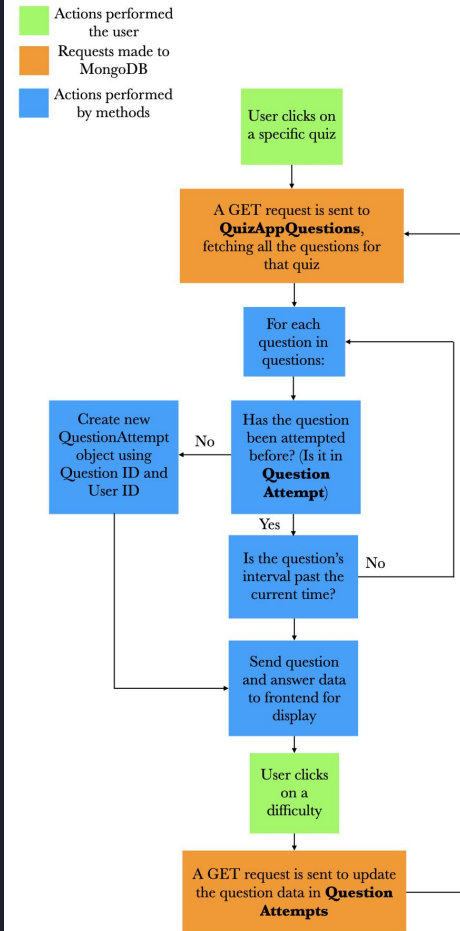 Actions performed
the user
Requests made to
MongoDB
Actions performed
by methods
User clicks on
a specific quiz
A GET request is sent to
QuizAppQuestions,
fetching all the questions for
that quiz
For each
question in
questions:
Create new
QuestionAttempt
object using
Question ID and
User ID
No
Has the question
been attempted
before? (Is it in
Question
Attempt)
Yes
Is the question's
interval past the
current time?
No
Send question
and answer data
to frontend for
display
User clicks
on a
difficulty
A GET request is sent to update
the question data in Question
Attempts